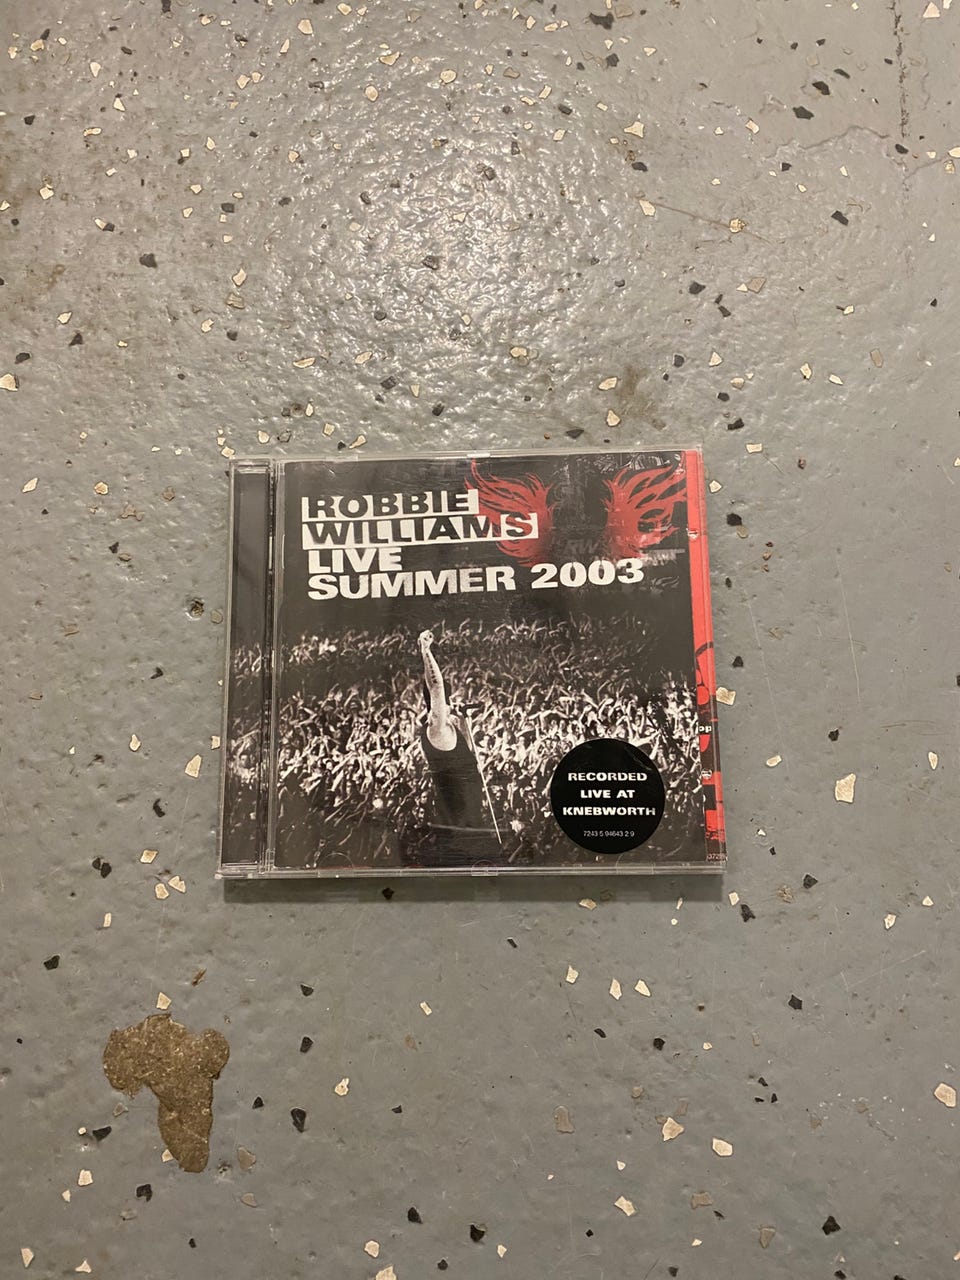 ROBBIE
WILLIAMS
LIVE
SUMMER 2003
RECORDED
LIVE AT
KNEBWORTH
7243 5 94643 2 9